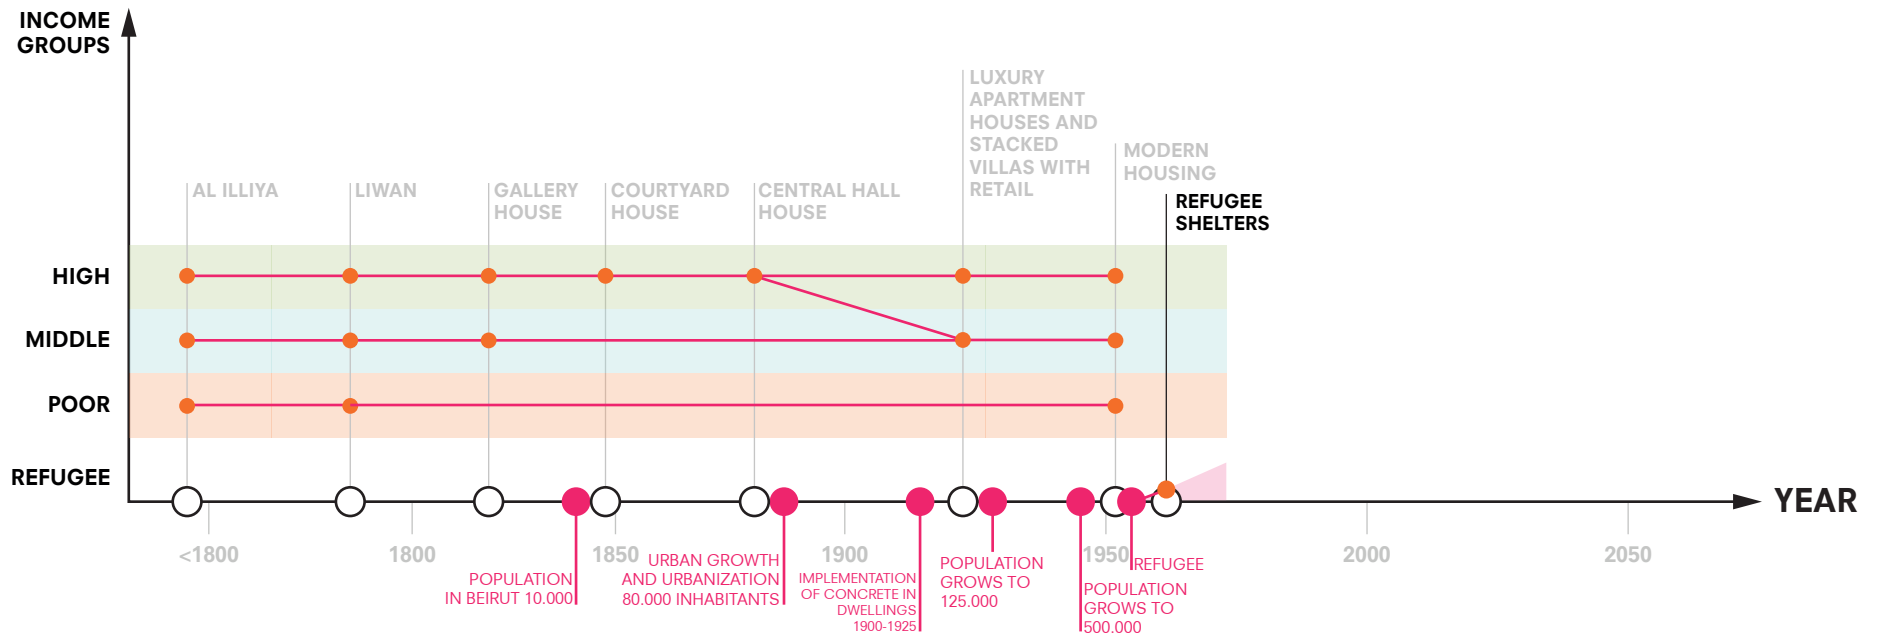 INCOME
GROUPS
LUXURY
APARTMENT
HOUSES AND
STACKED
VILLAS WITH
RETAIL
MODERN
HOUSING
AL ILLIYA
LIWAN
GALLERY
HOUSE
COURTYARD
HOUSE
CENTRAL HALL
HOUSE
REFUGEE
SHELTERS
HIGH
MIDDLE
POOR
REFUGEE
YEAR
<1800
1800
1850
1900
1950
2000
2050
POPULATION
IN BEIRUT 10.000
URBAN GROWTH
AND URBANIZATION
80.000 INHABITANTS
IMPLEMENTATION
OF CONCRETE IN
DWELLINGS
1900-1925
POPULATION
GROWS TO
125.000
REFUGEE
POPULATION
GROWS TO
500.000